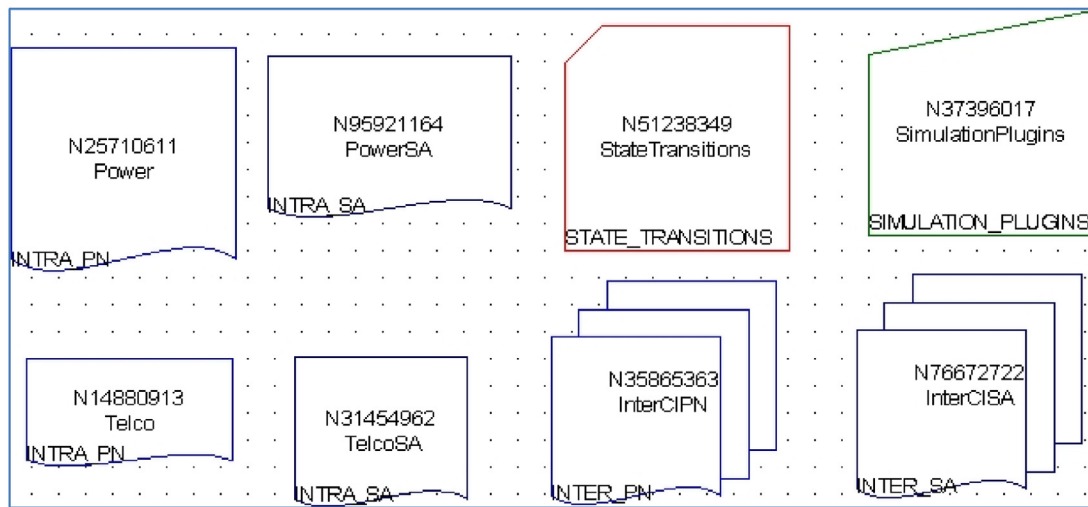 N25710611
Power
INTRA_PN
N95921164
PowerSA
INTRA_SA
N51238349
StateTransitions
STATE_TRANSITIONS
N37396017
SimulationPlugins
SIMULATION_PLUGINS
N14880913
Telco
INTRA_PN
N31454962
TelcoSA
INTRA_SA
N35865363
InterCIPN
INTER_PN
N76672722
InterCISA
INTER_SA